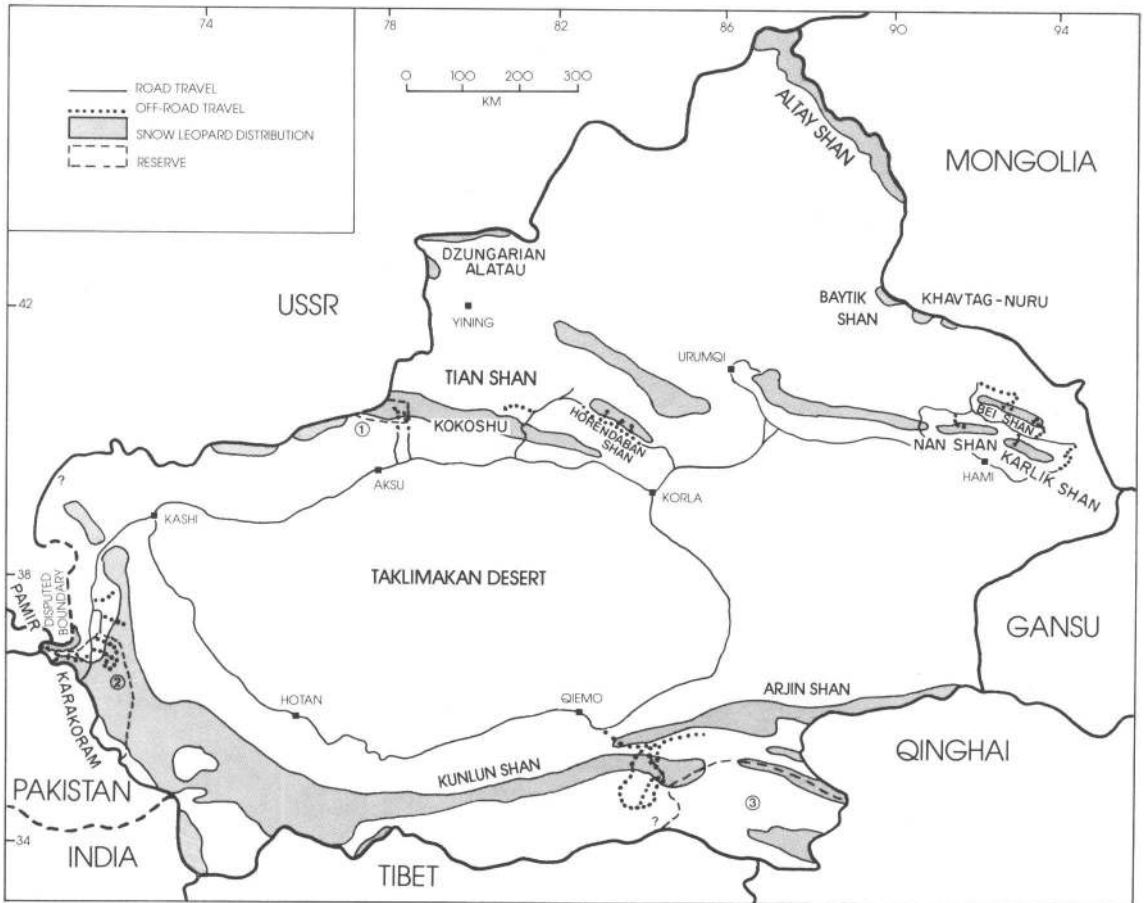 74
78
82
86
90
94
ROAD TRAVEL
OFF-ROAD TRAVEL
SNOW LEOPARD DISTRIBUTION
RESERVE
0 100 200 300
KM
ALTAY SHAN
MONGOLIA
DZUNGARIAN
ALATAU
42
USSR
YINING
BAYTIK
SHAN
KHAVTAG-NURU
TIAN SHAN
URUMQI
KOKOSHU
HORENDABAN
SHAN
BEI SHAN
NAN SHAN
KARLIK SHAN
①
AKSU
KORLA
HAMI
?
KASHI
38
PAMIR
DISPUTED
BOUNDARY
TAKLIMAKAN DESERT
GANSU
②
KARAKORAM
HOTAN
QIEMO
ARJIN SHAN
QINGHAI
KUNLUN SHAN
PAKISTAN
③
?
34
INDIA
TIBET